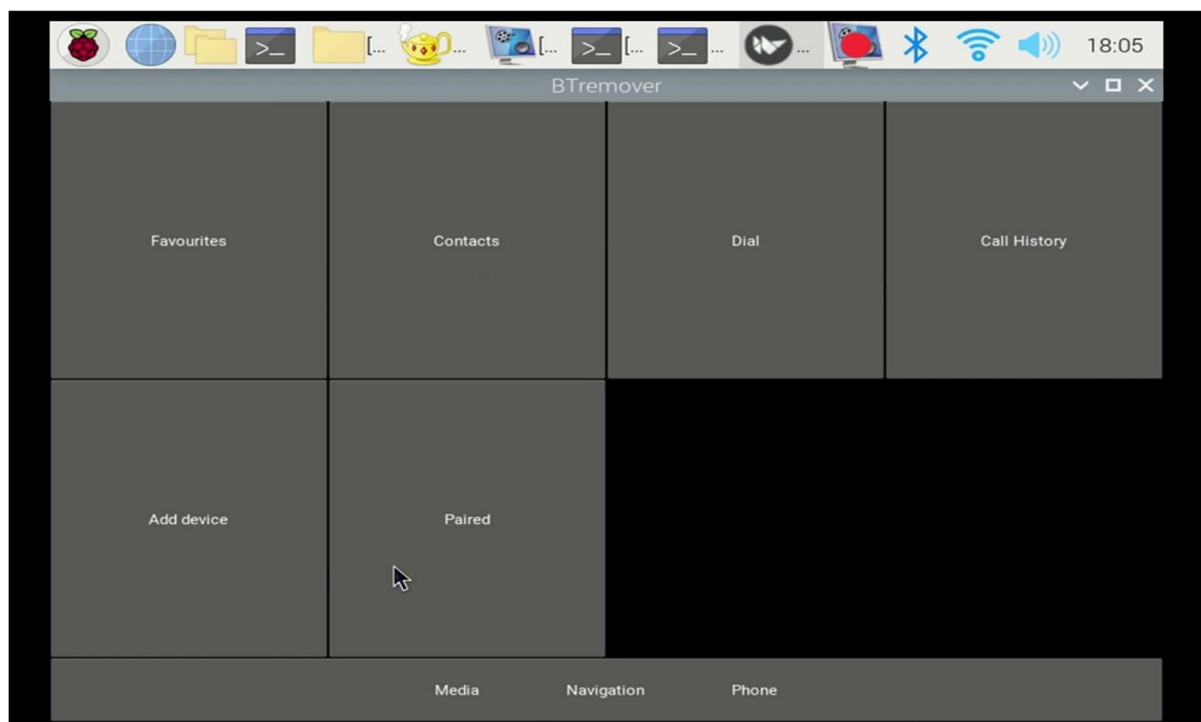 >_ [... ... [... >_ [... >_ ... ... 18:05
BTremover
Favourites Contacts Dial Call History
Add device Paired
Media Navigation Phone